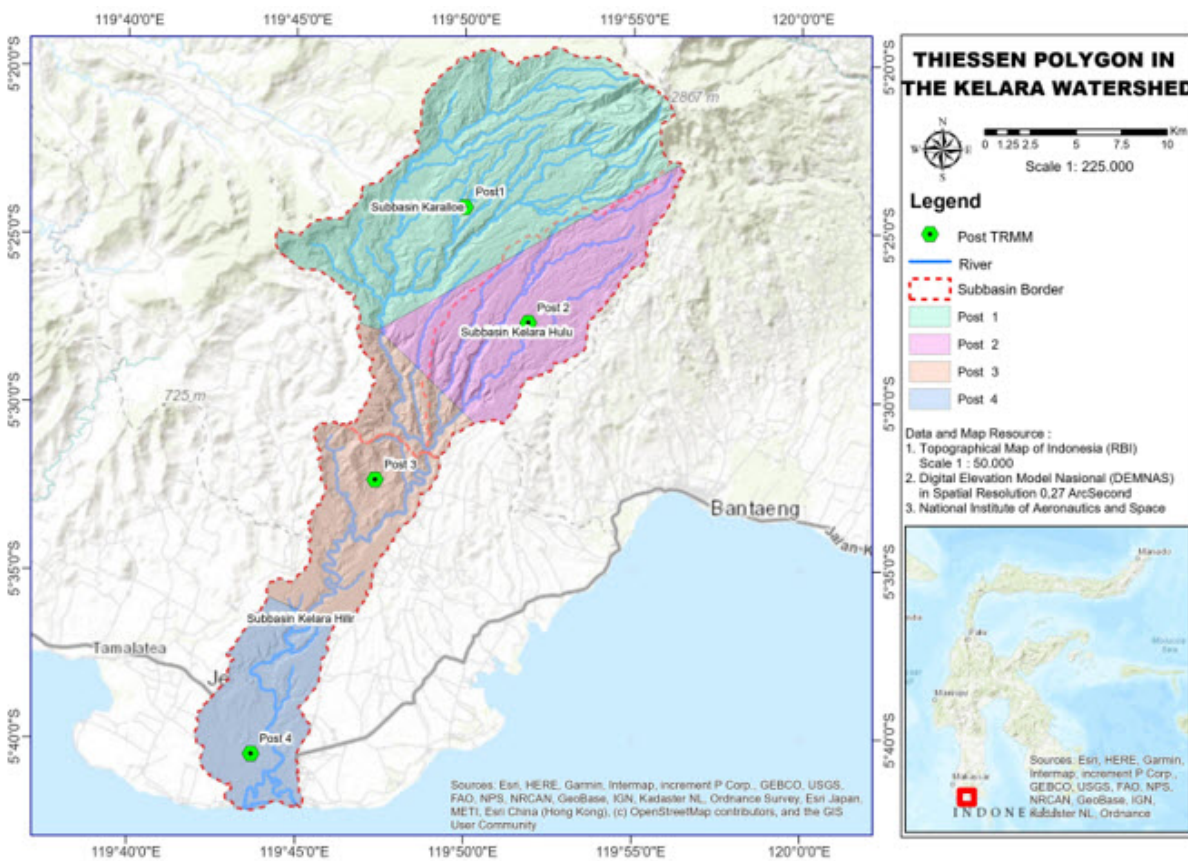 119°40'0"E 119°45'0"E 119°50'0"E 119°55'0"E 120°0'0"E
5°20'0"S
5°25'0"S
5°30'0"S
5°35'0"S
5°40'0"S
2867 m
Post1
Subbasin Karalloe
Post 2
Subbasin Kelara Hulu
725 m
Post 3
Bantaeng
Jalan K
Subbasin Kelara Hilir
Tamalatea
Je
Post 4
Sources: Esri, HERE, Garmin, Intermap, increment P Corp., GEBCO, USGS,
FAO, NPS, NRCAN, GeoBase, IGN, Kadaster NL, Ordnance Survey, Esri Japan,
METI, Esri China (Hong Kong), (c) OpenStreetMap contributors, and the GIS
User Community
5°20'0"S
5°25'0"S
5°30'0"S
5°35'0"S
5°40'0"S
119°40'0"E 119°45'0"E 119°50'0"E 119°55'0"E 120°0'0"E
THIESSEN POLYGON IN
THE KELARA WATERSHED
N
W E
S
Km
0 1.25 2.5 5 7.5 10
Scale 1: 225.000
Legend
Post TRMM
River
Subbasin Border
Post 1
Post 2
Post 3
Post 4
Data and Map Resource :
1. Topographical Map of Indonesia (RBI)
Scale 1 : 50.000
2. Digital Elevation Model Nasional (DEMNAS)
in Spatial Resolution 0,27 ArcSecond
3. National Institute of Aeronautics and Space
Manado
Palu
Molucca
Sea
Mamuju
Makassar
INDONESI
Sources: Esri, HERE, Garmin,
Intermap, increment P Corp.,
GEBCO, USGS, FAO, NPS,
NRCAN, GeoBase, IGN,
Kadaster NL, Ordnance